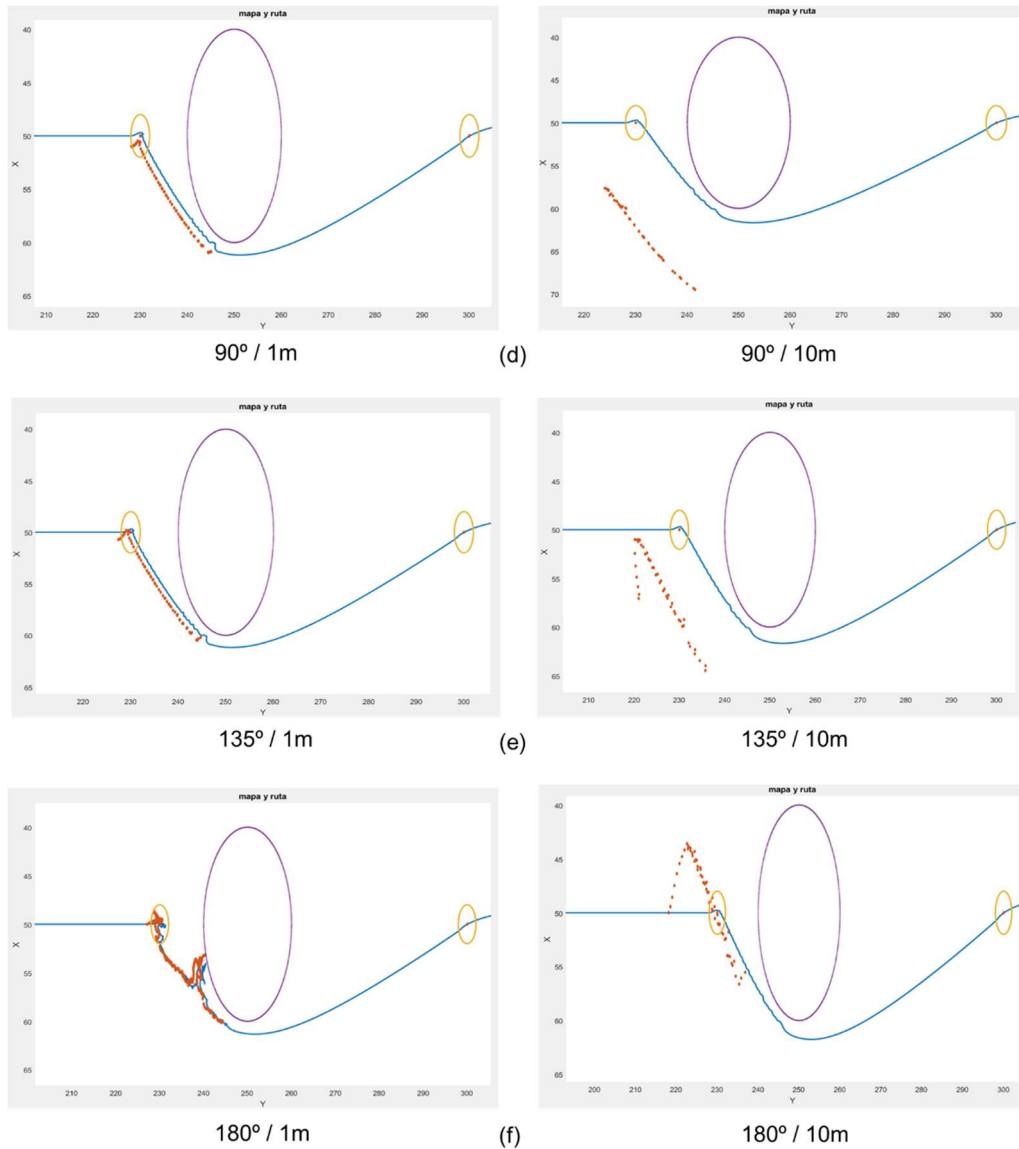 mapa y ruta
mapa y ruta
40
45
50
X
55
60
65
210 220 230 240 250 260 270 280 290 300
Y
40
45
50
X
55
60
65
70
220 230 240 250 260 270 280 290 300
Y
90º / 1m (d) 90º / 10m
mapa y ruta
mapa y ruta
40
45
50
X
55
60
65
220 230 240 250 260 270 280 290 300
Y
40
45
50
X
55
60
65
210 220 230 240 250 260 270 280 290 300
Y
135º / 1m (e) 135º / 10m
mapa y ruta
mapa y ruta
40
45
50
X
55
60
65
210 220 230 240 250 260 270 280 290 300
Y
40
45
50
X
55
60
65
200 210 220 230 240 250 260 270 280 290 300
Y
180º / 1m (f) 180º / 10m